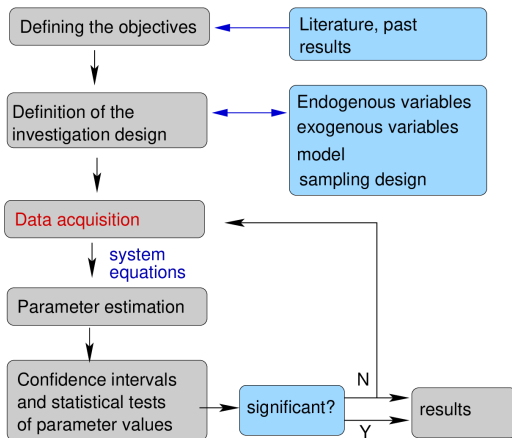 Defining the objectives
Literature, past
results
Definition of the
investigation design
Endogenous variables
exogenous variables
model
sampling design
Data acquisition
system
equations
Parameter estimation
Confidence intervals
and statistical tests
of parameter values
significant?
N
Y
results